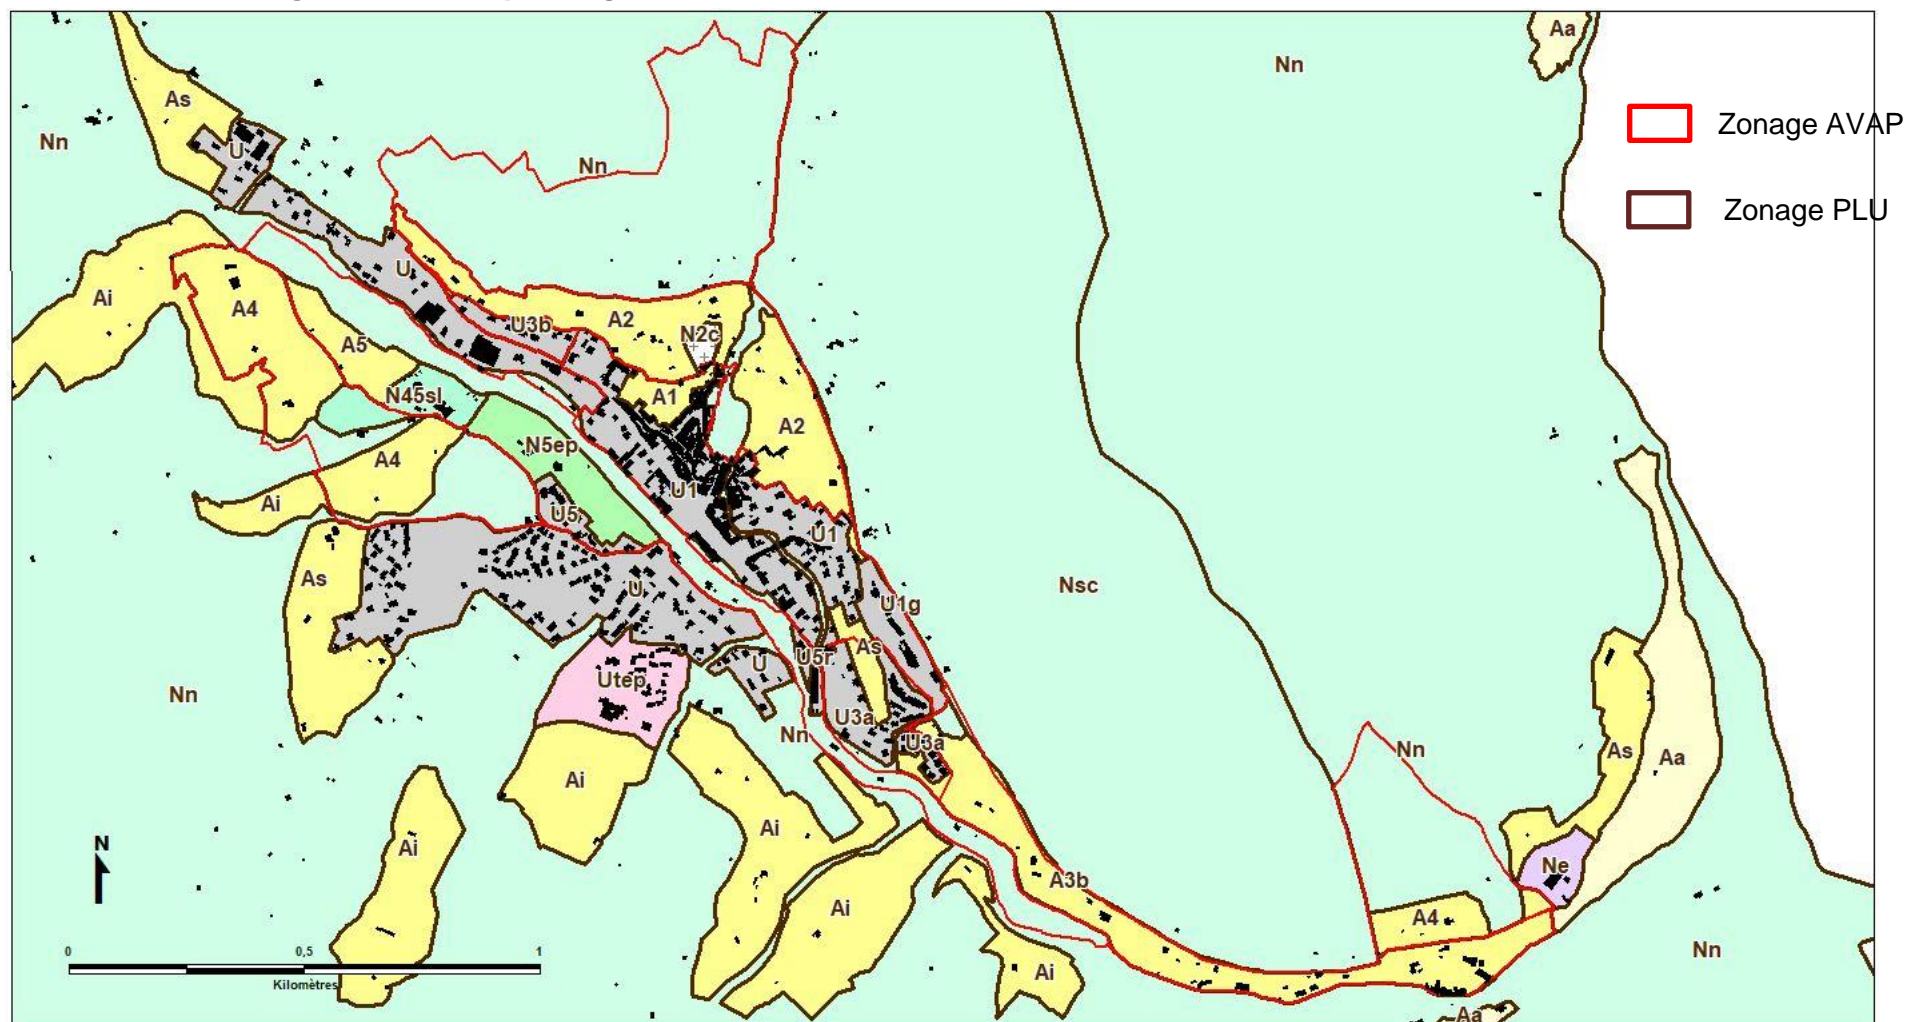 Aa
Nn
As
Zonage AVAP
Nn
U
Nn
Zonage PLU
U
Ai
A4
U3b
A2
N2c
A5
A1
N45sl
A2
N5ep
A4
U1
Ai
U5
U1
As
U
Nsc
U1g
As
U5r
U
Utep
Nn
U3a
Nn
U3a
Nn
As
Aa
Ai
Ai
Ai
N
Ne
A3b
Ai
A4
Nn
0
0,5
1
Ai
Kilomètres
Aa